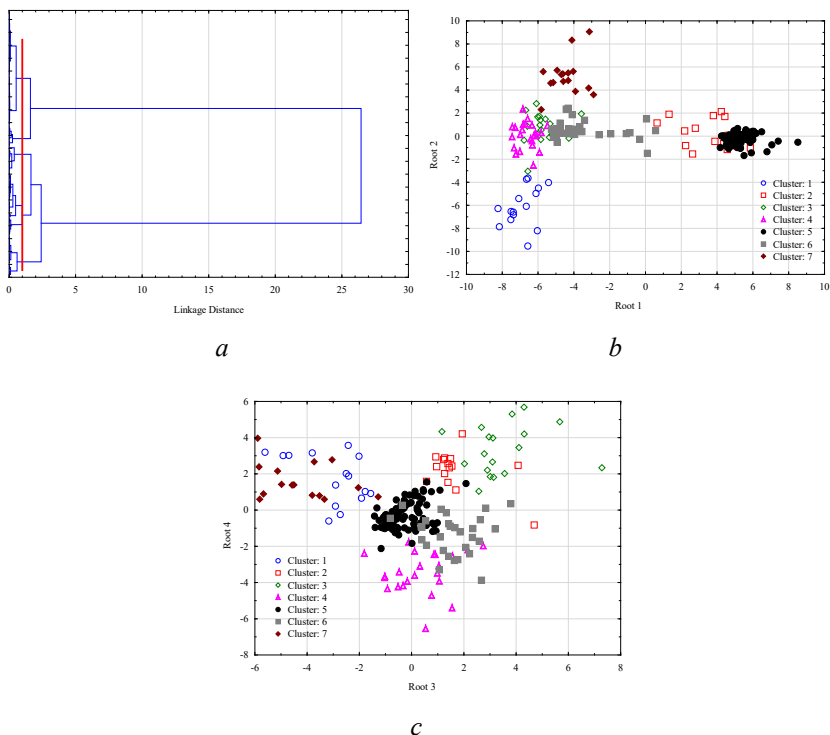 0 5 10 15 20 25 30
Linkage Distance
a
10
8
6
4
2
0
-2
-4
-6
-8
-10
-12
Root 2
-10 -8 -6 -4 -2 0 2 4 6 8 10
Root 1
Cluster: 1
Cluster: 2
Cluster: 3
Cluster: 4
Cluster: 5
Cluster: 6
Cluster: 7
b
6
4
2
0
-2
-4
-6
-8
Root 4
-6 -4 -2 0 2 4 6 8
Root 3
Cluster: 1
Cluster: 2
Cluster: 3
Cluster: 4
Cluster: 5
Cluster: 6
Cluster: 7
c